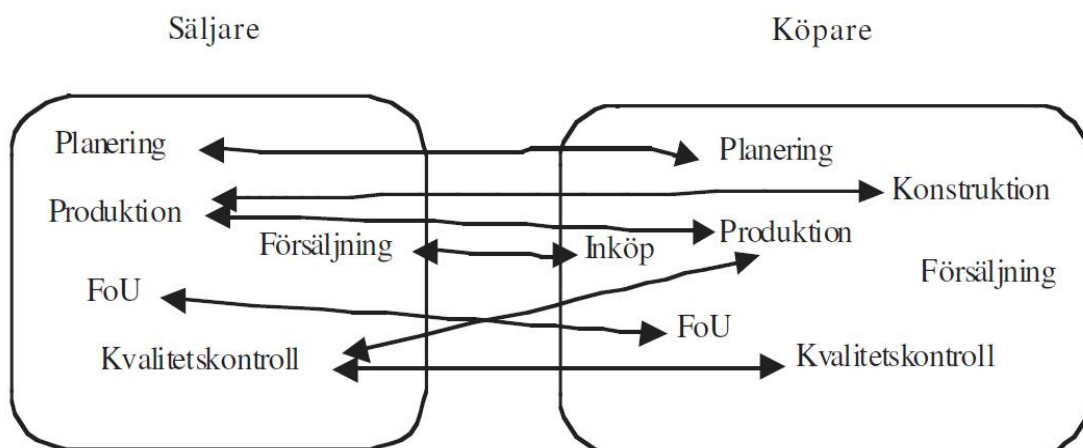 Säljare
Köpare
Planering
Planering
Konstruktion
Produktion
Produktion
Försäljning
Inköp
Försäljning
FoU
FoU
Kvalitetskontroll
Kvalitetskontroll